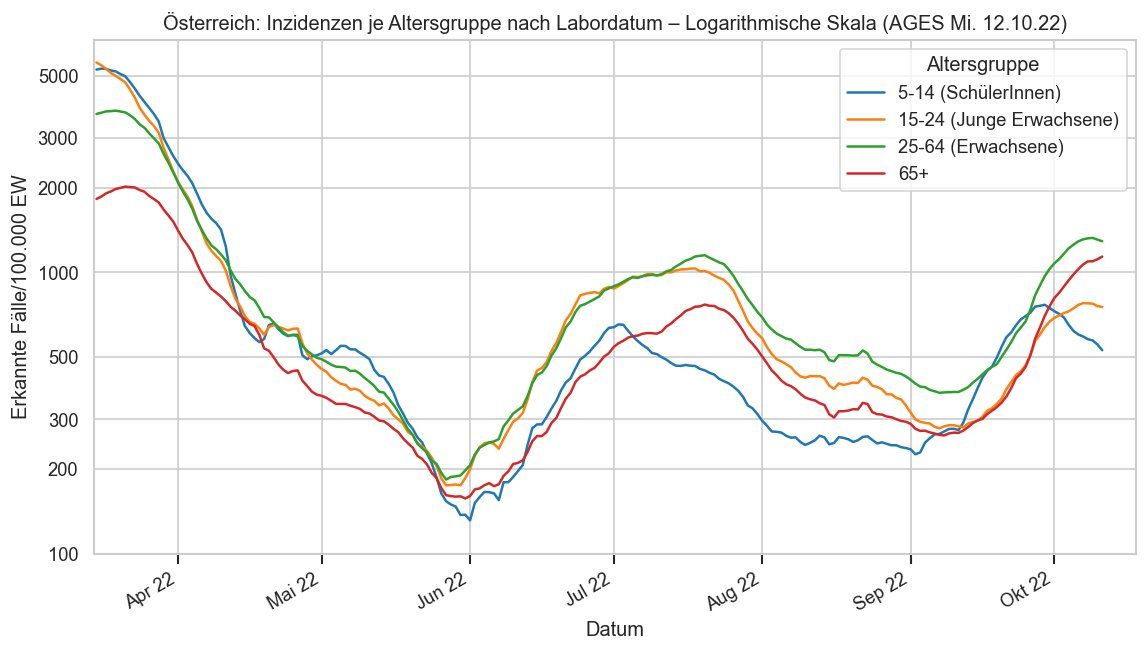 Österreich: Inzidenzen je Altersgruppe nach Labordatum – Logarithmische Skala (AGES Mi. 12.10.22)
Altersgruppe
5-14 (SchülerInnen)
15-24 (Junge Erwachsene)
25-64 (Erwachsene)
65+
Erkannte Fälle/100.000 EW
5000
3000
2000
1000
500
300
200
100
Apr 22
Mai 22
Jun 22
Jul 22
Aug 22
Sep 22
Okt 22
Datum